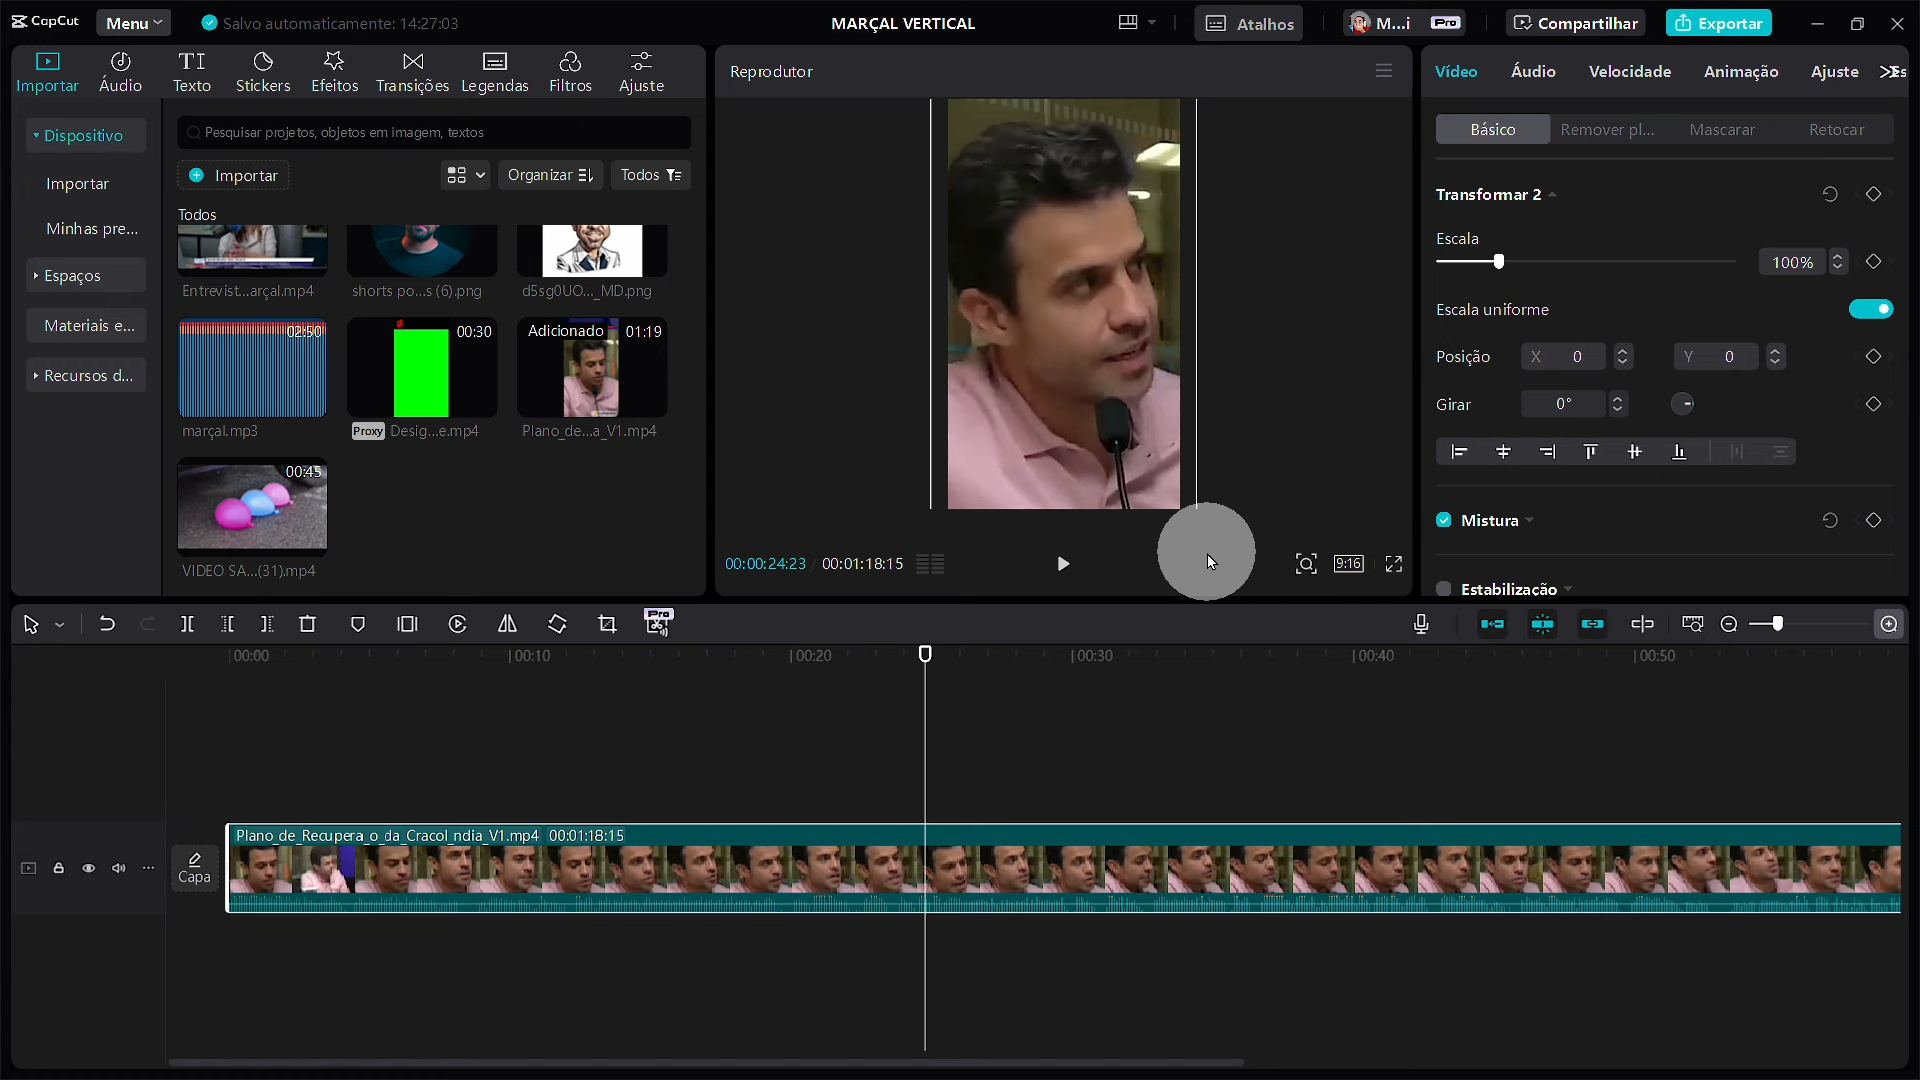 CapCut
Menu
Salvo automaticamente: 14:27:03
MARÇAL VERTICAL
Atalhos
M...i
Pro
Compartilhar
Exportar
Importar
Áudio
Texto
Stickers
Efeitos
Transições
Legendas
Filtros
Ajuste
Dispositivo
Importar
Minhas pre...
Espaços
Materiais e...
Recursos d...
Pesquisar projetos, objetos em imagem, textos
Importar
Organizar
Todos
Todos
Entrevist...arçal.mp4
shorts po...s (6).png
d5sg0UO..._MD.png
02:50
00:30
Adicionado
01:19
marçal.mp3
Proxy
Desig...e.mp4
Plano_de...a_V1.mp4
00:45
VIDEO SA...(31).mp4
Reprodutor
00:00:24:23 / 00:01:18:15
9:16
Vídeo
Áudio
Velocidade
Animação
Ajuste
Básico
Remover pl...
Mascarar
Retocar
Transformar 2
Escala
100%
Escala uniforme
Posição
X 0
Y 0
Girar
0°
Mistura
Estabilização
Pro
00:00
00:10
00:20
00:30
00:40
00:50
Capa
Plano_de_Recupera_o_da_Cracol_ndia_V1.mp4 00:01:18:15